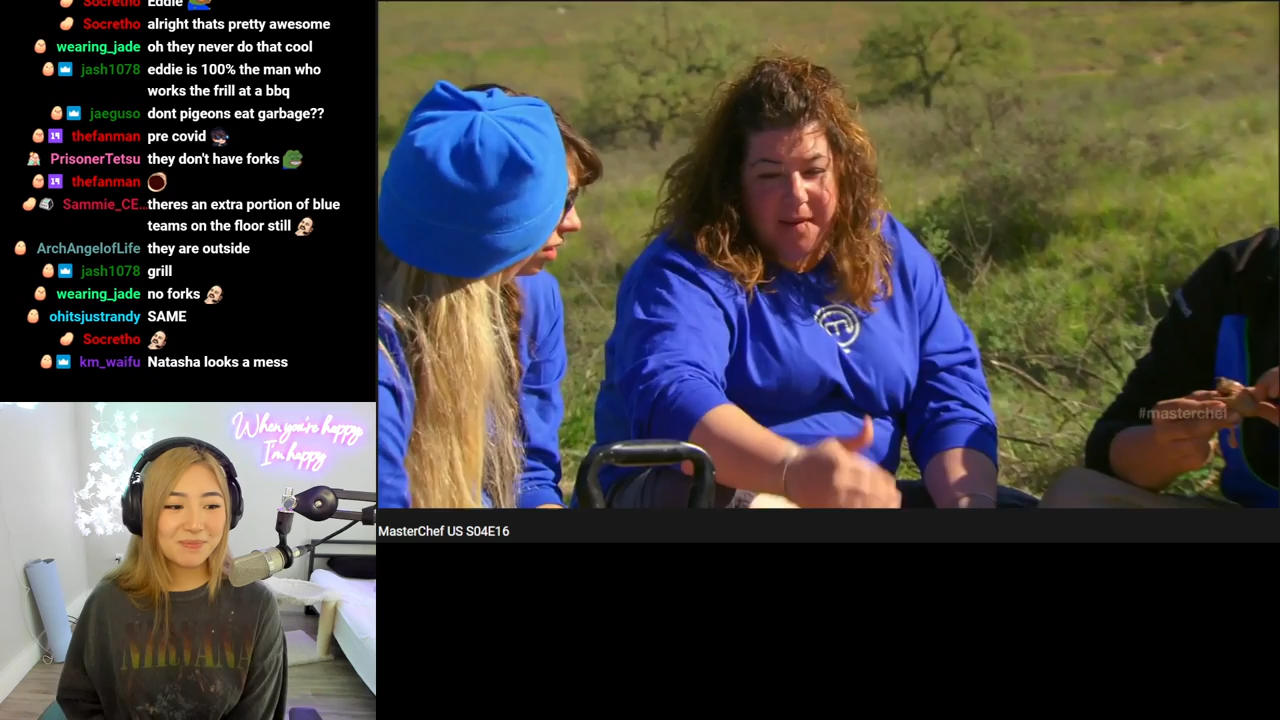 Socretho Eddie
Socretho alright thats pretty awesome
wearing_jade oh they never do that cool
jash1078 eddie is 100% the man who
works the frill at a bbq
jaeguso dont pigeons eat garbage??
19 thefanman pre covid
PrisonerTetsu they don't have forks
19 thefanman
Sammie_CE... theres an extra portion of blue
teams on the floor still
ArchAngelofLife they are outside
jash1078 grill
wearing_jade no forks
ohitsjustrandy SAME
Socretho
km_waifu Natasha looks a mess
When you're happy
I'm happy
NIRVANA
#masterchef
MasterChef US S04E16